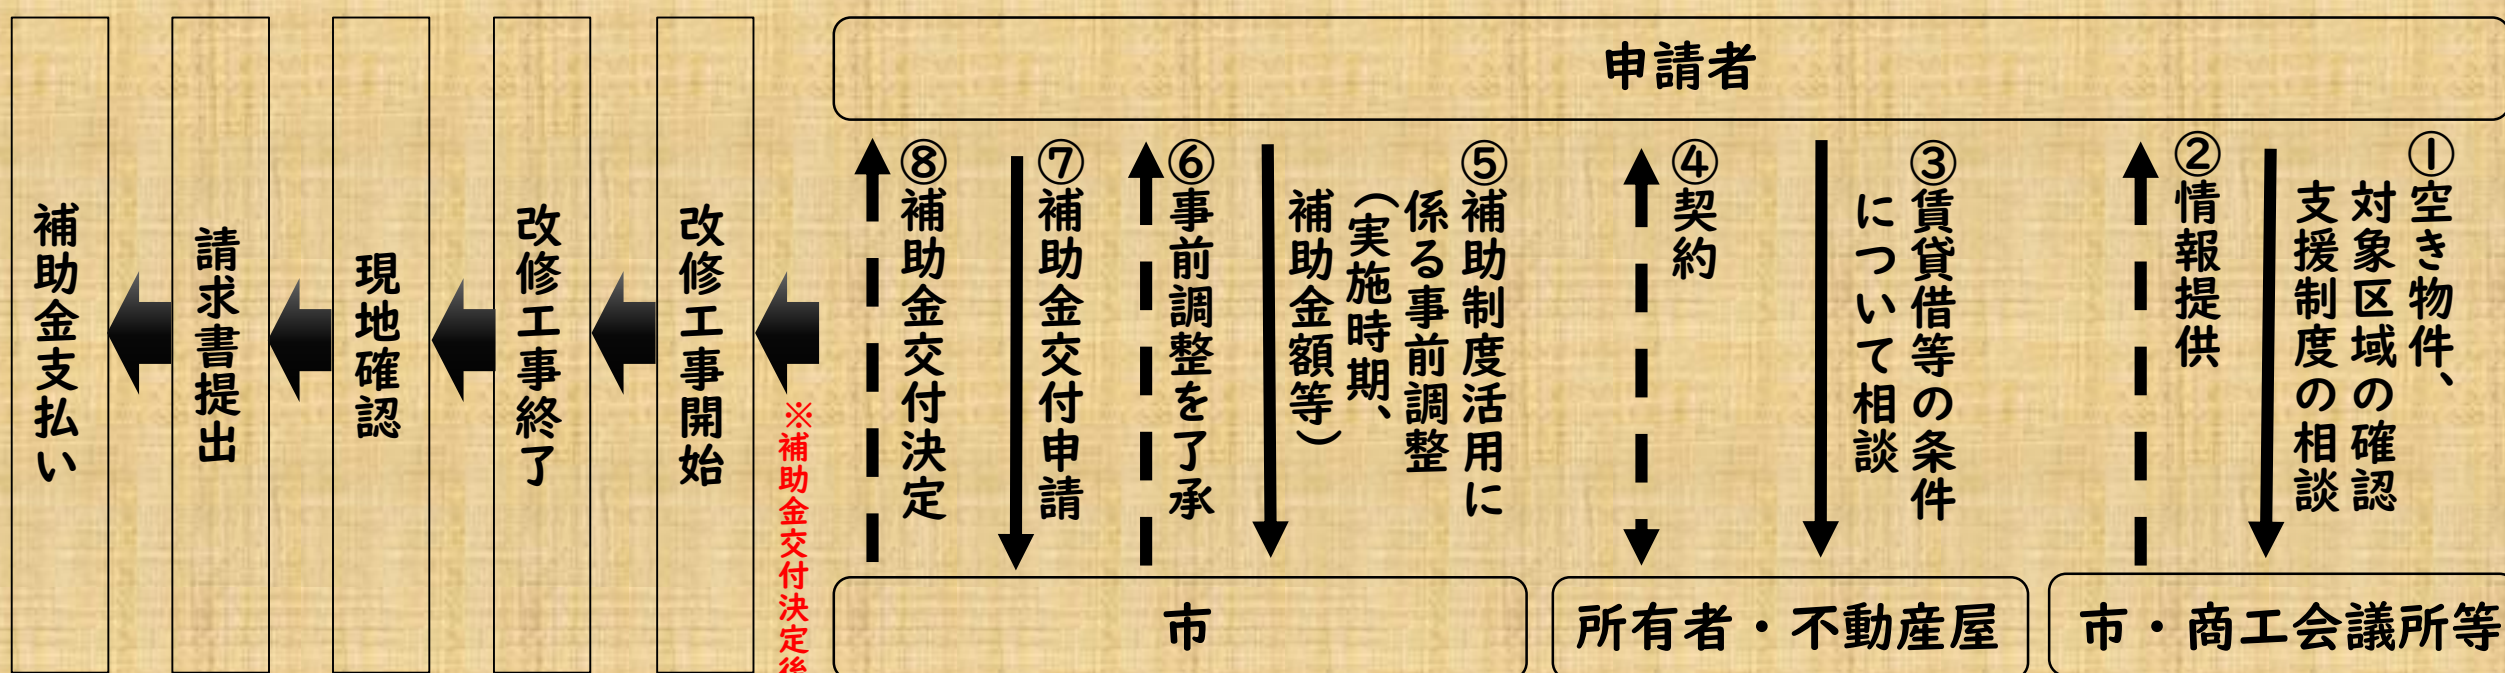 申請者
①空き物件、
対象区域の確認
支援制度の相談
②情報提供
③賃貸借等の条件
について相談
④契約
⑤補助制度活用に
係る事前調整
（実施時期、
補助金額等）
⑥事前調整を了承
⑦補助金交付申請
⑧補助金交付決定
市・商工会議所等
所有者・不動産屋
市
※補助金交付決定後
改修工事開始
改修工事終了
現地確認
請求書提出
補助金支払い